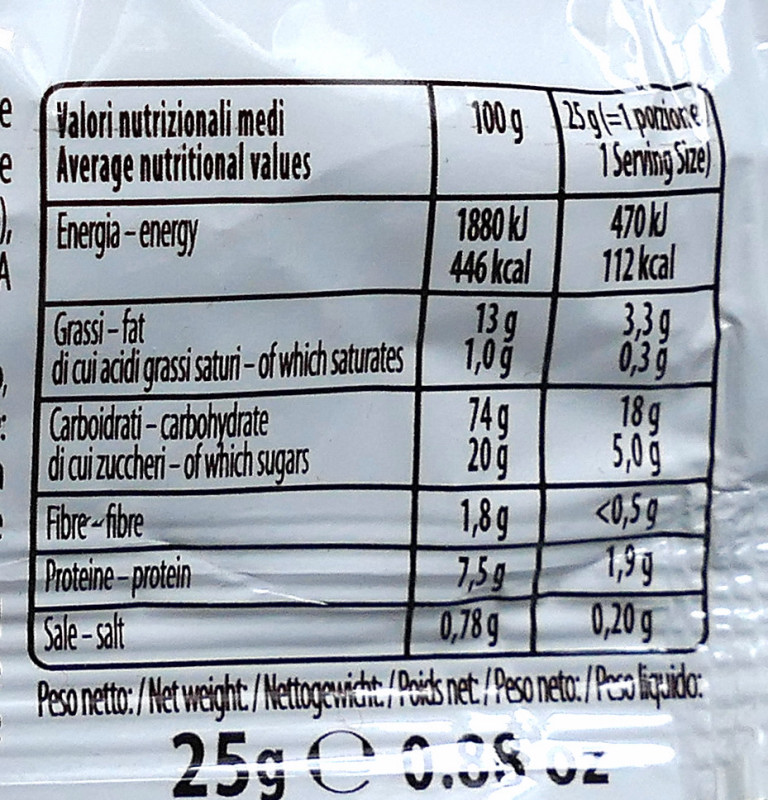 Valori nutrizionali medi
Average nutritional values
100 g
25 g (=1 porzione
1 Serving Size)
Energia – energy
1880 kJ 470 kJ
446 kcal 112 kcal
Grassi – fat 13 g 3,3 g
di cui acidi grassi saturi – of which saturates 1,0 g 0,3 g
Carboidrati – carbohydrate 74 g 18 g
di cui zuccheri – of which sugars 20 g 5,0 g
Fibre – fibre 1,8 g <0,5 g
Proteine – protein 7,5 g 1,9 g
Sale – salt 0,78 g 0,20 g
Peso netto: / Net weight: / Nettogewicht: / Poids net: / Peso neto: / Peso líquido:
25g ℮ 0.88 oz